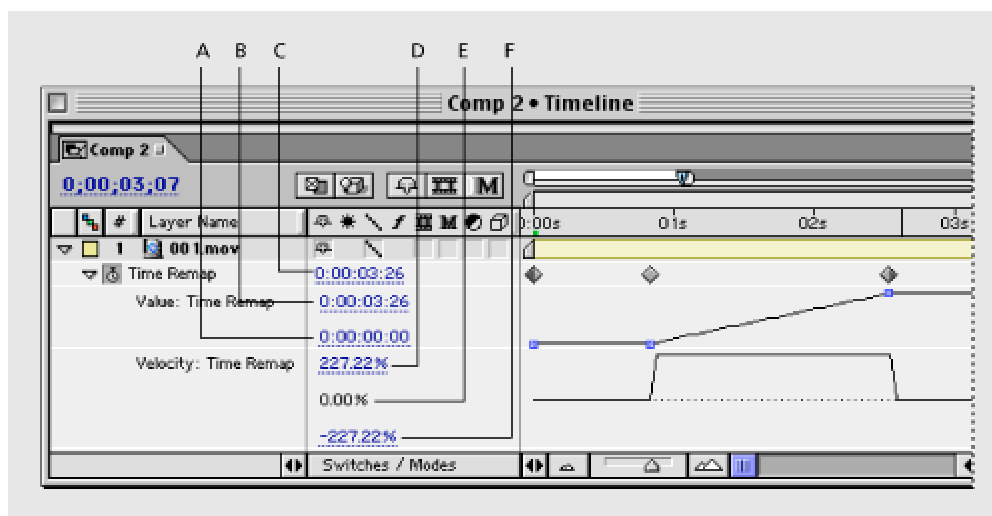 A B C D E F
Comp 2 • Timeline
Comp 2
0;00;03;07
M
# Layer Name
M
0:00s 01s 02s 03s
1 001.mov
Time Remap 0:00:03:26
Value: Time Remap 0:00:03:26
0:00:00:00
Velocity: Time Remap 227.22%
0.00%
-227.22%
Switches / Modes